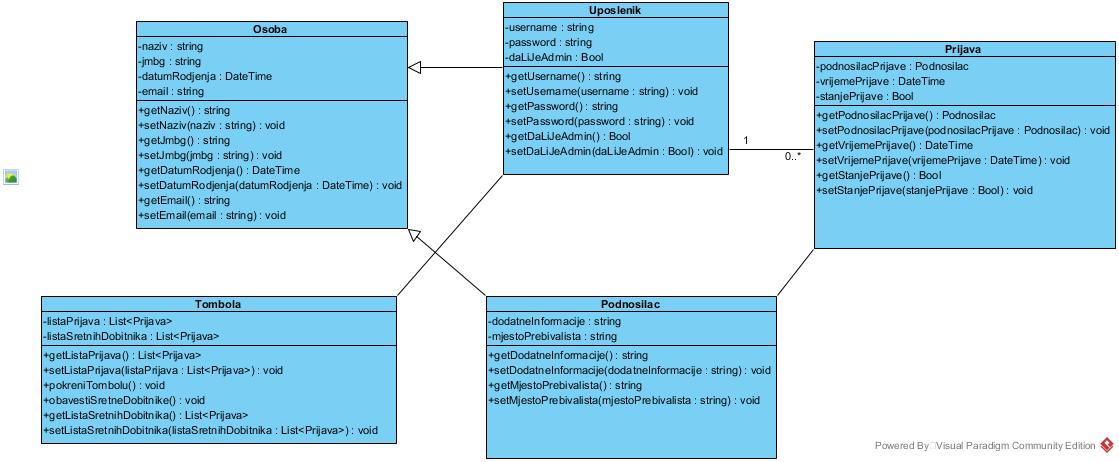 Osoba
-naziv : string
-jmbg : string
-datumRodjenja : DateTime
-email : string
+getNaziv() : string
+setNaziv(naziv : string) : void
+getJmbg() : string
+setJmbg(jmbg : string) : void
+getDatumRodjenja() : DateTime
+setDatumRodjenja(datumRodjenja : DateTime) : void
+getEmail() : string
+setEmail(email : string) : void
Uposlenik
-username : string
-password : string
-daLiJeAdmin : Bool
+getUsername() : string
+setUsername(username : string) : void
+getPassword() : string
+setPassword(password : string) : void
+getDaLiJeAdmin() : Bool
+setDaLiJeAdmin(daLiJeAdmin : Bool) : void
1
0..*
Prijava
-podnosilacPrijave : Podnosilac
-vrijemePrijave : DateTime
-stanjePrijave : Bool
+getPodnosilacPrijave() : Podnosilac
+setPodnosilacPrijave(podnosilacPrijave : Podnosilac) : void
+getVrijemePrijave() : DateTime
+setVrijemePrijave(vrijemePrijave : DateTime) : void
+getStanjePrijave() : Bool
+setStanjePrijave(stanjePrijave : Bool) : void
Tombola
-listaPrijava : List<Prijava>
-listaSretnihDobitnika : List<Prijava>
+getListaPrijava() : List<Prijava>
+setListaPrijava(listaPrijava : List<Prijava>) : void
+pokreniTombolu() : void
+obavestiSretneDobitnike() : void
+getListaSretnihDobitnika() : List<Prijava>
+setListaSretnihDobitnika(listaSretnihDobitnika : List<Prijava>) : void
Podnosilac
-dodatneInformacije : string
-mjestoPrebivalista : string
+getDodatneInformacije() : string
+setDodatneInformacije(dodatneInformacije : string) : void
+getMjestoPrebivalista() : string
+setMjestoPrebivalista(mjestoPrebivalista : string) : void
Powered By Visual Paradigm Community Edition